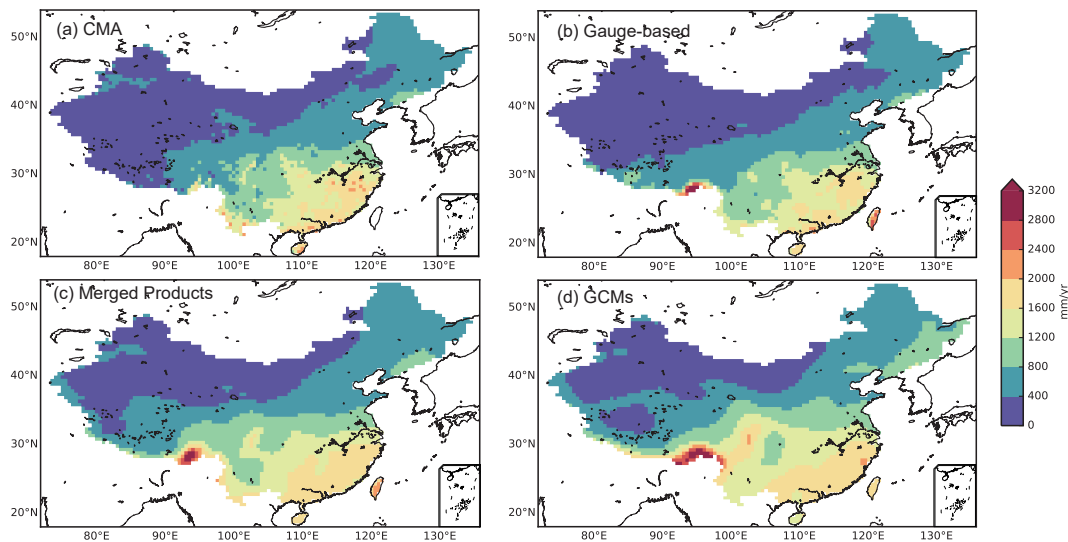 (a) CMA
50°N
40°N
30°N
20°N
80°E 90°E 100°E 110°E 120°E 130°E
(b) Gauge-based
50°N
40°N
30°N
20°N
80°E 90°E 100°E 110°E 120°E 130°E
(c) Merged Products
50°N
40°N
30°N
20°N
80°E 90°E 100°E 110°E 120°E 130°E
(d) GCMs
50°N
40°N
30°N
20°N
80°E 90°E 100°E 110°E 120°E 130°E
3200
2800
2400
2000
1600
1200
800
400
0
mm/yr